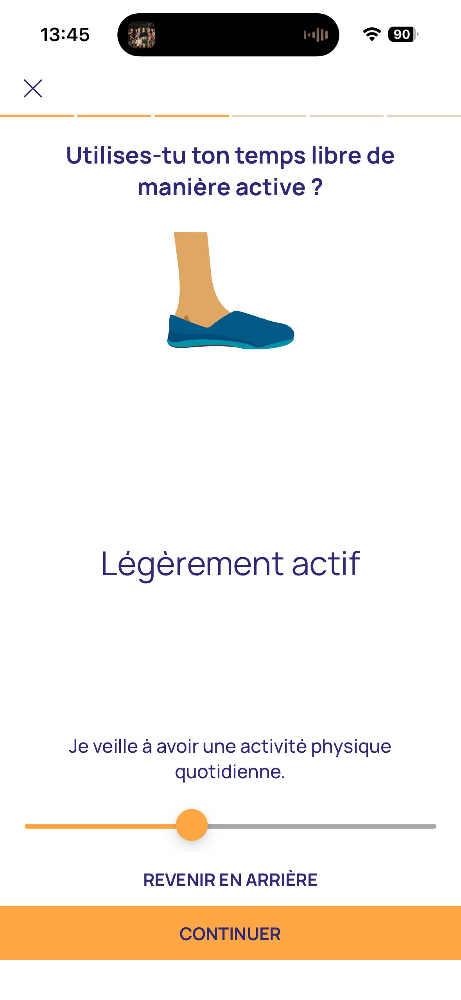 13:45
90
Utilises-tu ton temps libre de
manière active ?
Légèrement actif
Je veille à avoir une activité physique
quotidienne.
REVENIR EN ARRIÈRE
CONTINUER